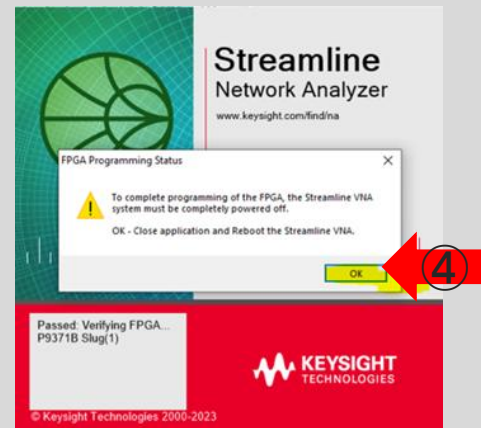 Streamline
Network Analyzer
www.keysight.com/find/na
FPGA Programming Status
To complete programming of the FPGA, the Streamline VNA
system must be completely powered off.
OK - Close application and Reboot the Streamline VNA.
OK
④
Passed: Verifying FPGA...
P9371B Slug(1)
KEYSIGHT
TECHNOLOGIES
© Keysight Technologies 2000-2023